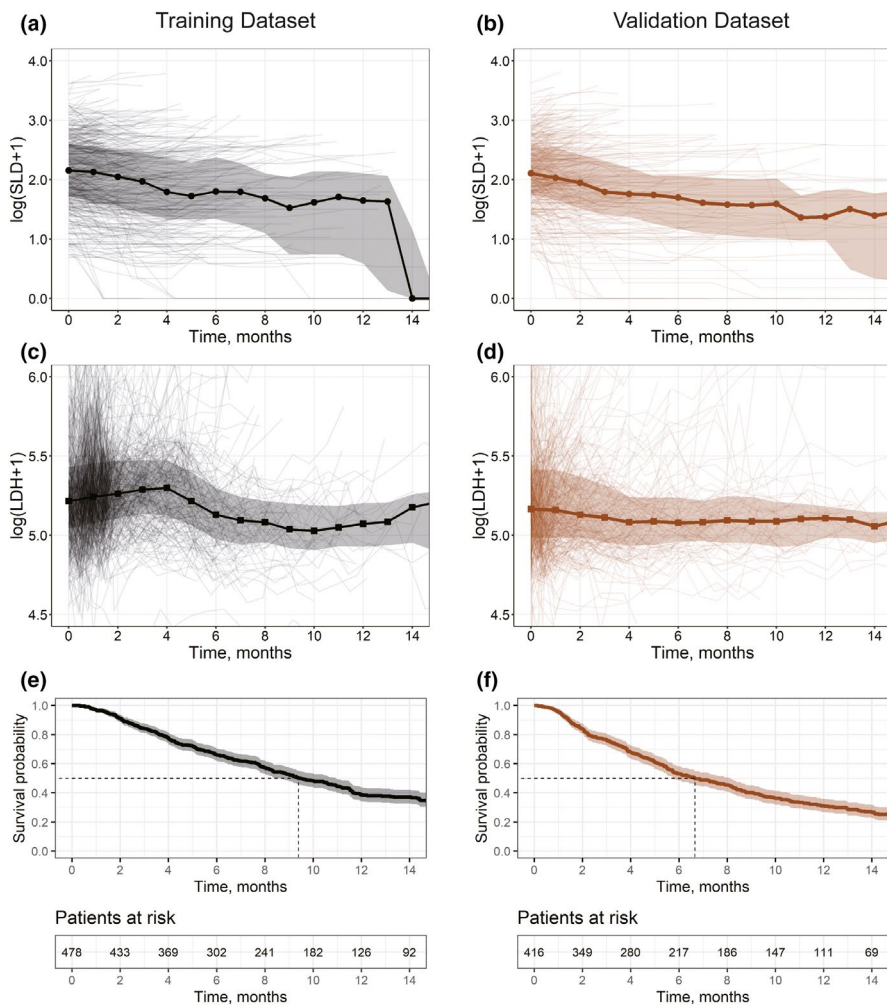 Training Dataset
Validation Dataset
(a)
4.0
3.0
2.0
1.0
0.0
log(SLD+1)
0 2 4 6 8 10 12 14
Time, months
(b)
4.0
3.0
2.0
1.0
0.0
log(SLD+1)
0 2 4 6 8 10 12 14
Time, months
(c)
6.0
5.5
5.0
4.5
log(LDH+1)
0 2 4 6 8 10 12 14
Time, months
(d)
6.0
5.5
5.0
4.5
log(LDH+1)
0 2 4 6 8 10 12 14
Time, months
(e)
1.0
0.8
0.6
0.4
0.2
0.0
Survival probability
0 2 4 6 8 10 12 14
Time, months
Patients at risk
478 433 369 302 241 182 126 92
0 2 4 6 8 10 12 14
Time, months
(f)
1.0
0.8
0.6
0.4
0.2
0.0
Survival probability
0 2 4 6 8 10 12 14
Time, months
Patients at risk
416 349 280 217 186 147 111 69
0 2 4 6 8 10 12 14
Time, months